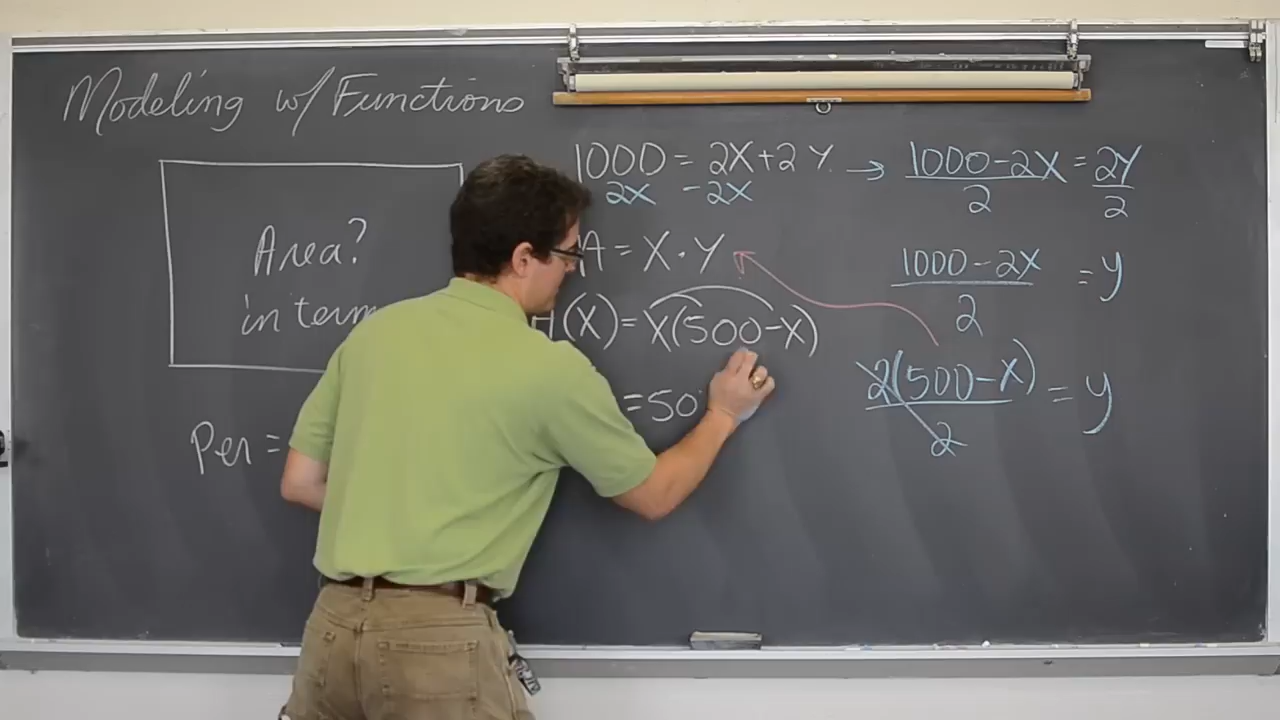 Modeling w/ Functions
Area?
in term
Per =
1000 = 2X + 2Y →
2X - 2X
A = X · Y
(X) = X(500 - X)
= 50
1000 - 2X = 2Y
2 2
1000 - 2X = y
2
2(500 - X) = y
2